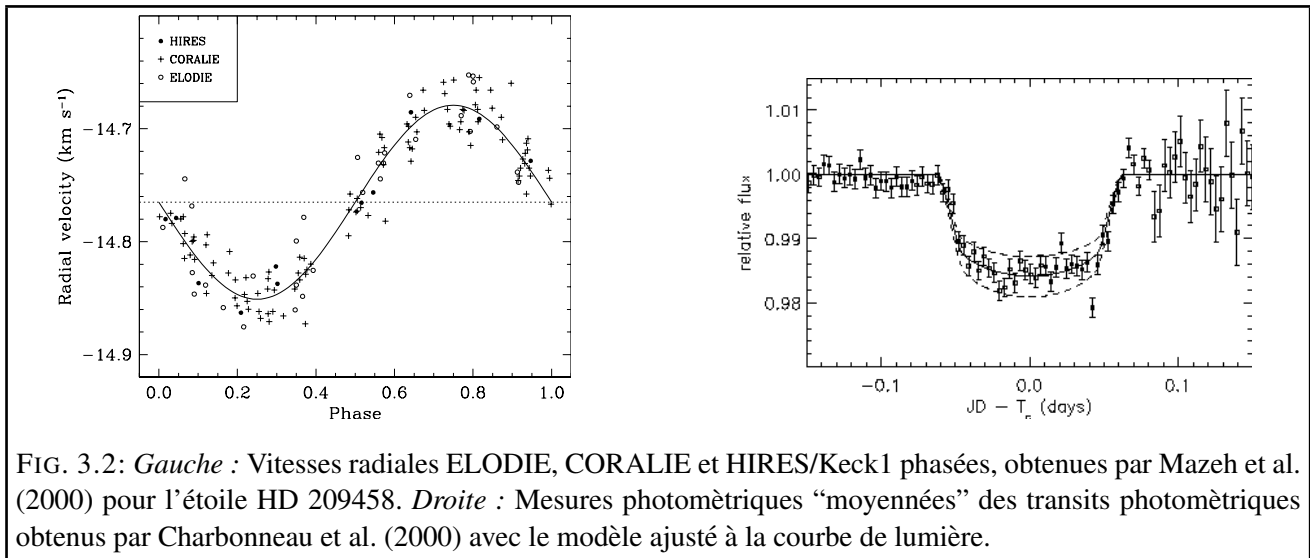 HIRES
CORALIE
ELODIE
Radial velocity (km s⁻¹)
−14.7
−14.8
−14.9
0.0 0.2 0.4 0.6 0.8 1.0
Phase
relative flux
1.01
1.00
0.99
0.98
−0.1 0.0 0.1
JD − T (days)
FIG. 3.2: Gauche : Vitesses radiales ELODIE, CORALIE et HIRES/Keck1 phasées, obtenues par Mazeh et al.
(2000) pour l'étoile HD 209458. Droite : Mesures photomètriques “moyennées” des transits photomètriques
obtenus par Charbonneau et al. (2000) avec le modèle ajusté à la courbe de lumière.